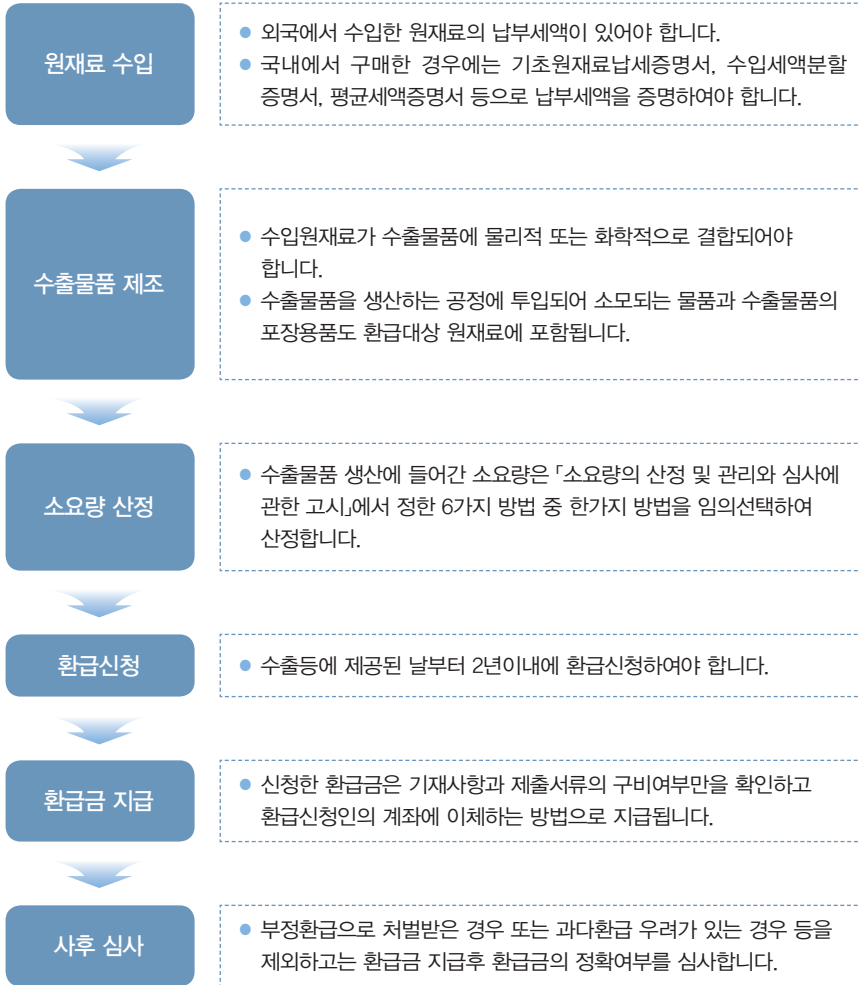 원재료 수입
● 외국에서 수입한 원재료의 납부세액이 있어야 합니다.
● 국내에서 구매한 경우에는 기초원재료납세증명서, 수입세액분할
증명서, 평균세액증명서 등으로 납부세액을 증명하여야 합니다.
수출물품 제조
● 수입원재료가 수출물품에 물리적 또는 화학적으로 결합되어야
합니다.
● 수출물품을 생산하는 공정에 투입되어 소모되는 물품과 수출물품의
포장용품도 환급대상 원재료에 포함됩니다.
소요량 산정
● 수출물품 생산에 들어간 소요량은 「소요량의 산정 및 관리와 심사에
관한 고시」에서 정한 6가지 방법 중 한가지 방법을 임의선택하여
산정합니다.
환급신청
● 수출등에 제공된 날부터 2년이내에 환급신청하여야 합니다.
환급금 지급
● 신청한 환급금은 기재사항과 제출서류의 구비여부만을 확인하고
환급신청인의 계좌에 이체하는 방법으로 지급됩니다.
사후 심사
● 부정환급으로 처벌받은 경우 또는 과다환급 우려가 있는 경우 등을
제외하고는 환급금 지급후 환급금의 정확여부를 심사합니다.